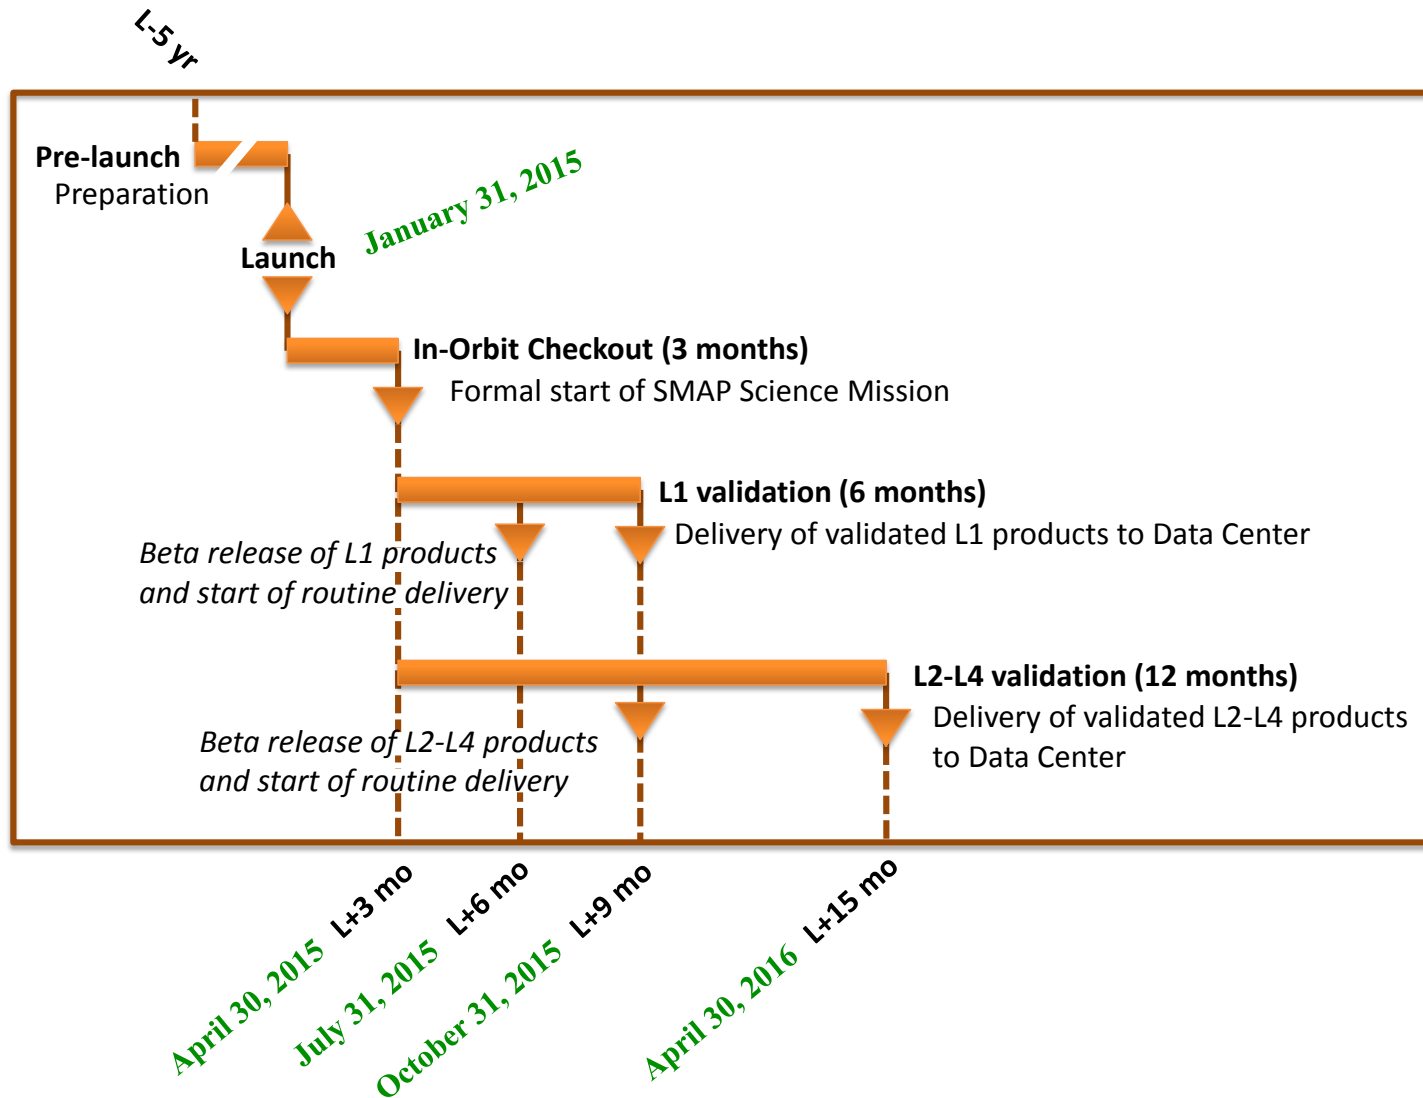 L-5 yr
Pre-launch
Preparation
January 31, 2015
Launch
In-Orbit Checkout (3 months)
Formal start of SMAP Science Mission
L1 validation (6 months)
Delivery of validated L1 products to Data Center
Beta release of L1 products
and start of routine delivery
L2-L4 validation (12 months)
Delivery of validated L2-L4 products
to Data Center
Beta release of L2-L4 products
and start of routine delivery
April 30, 2015 L+3 mo
July 31, 2015 L+6 mo
October 31, 2015 L+9 mo
April 30, 2016 L+15 mo